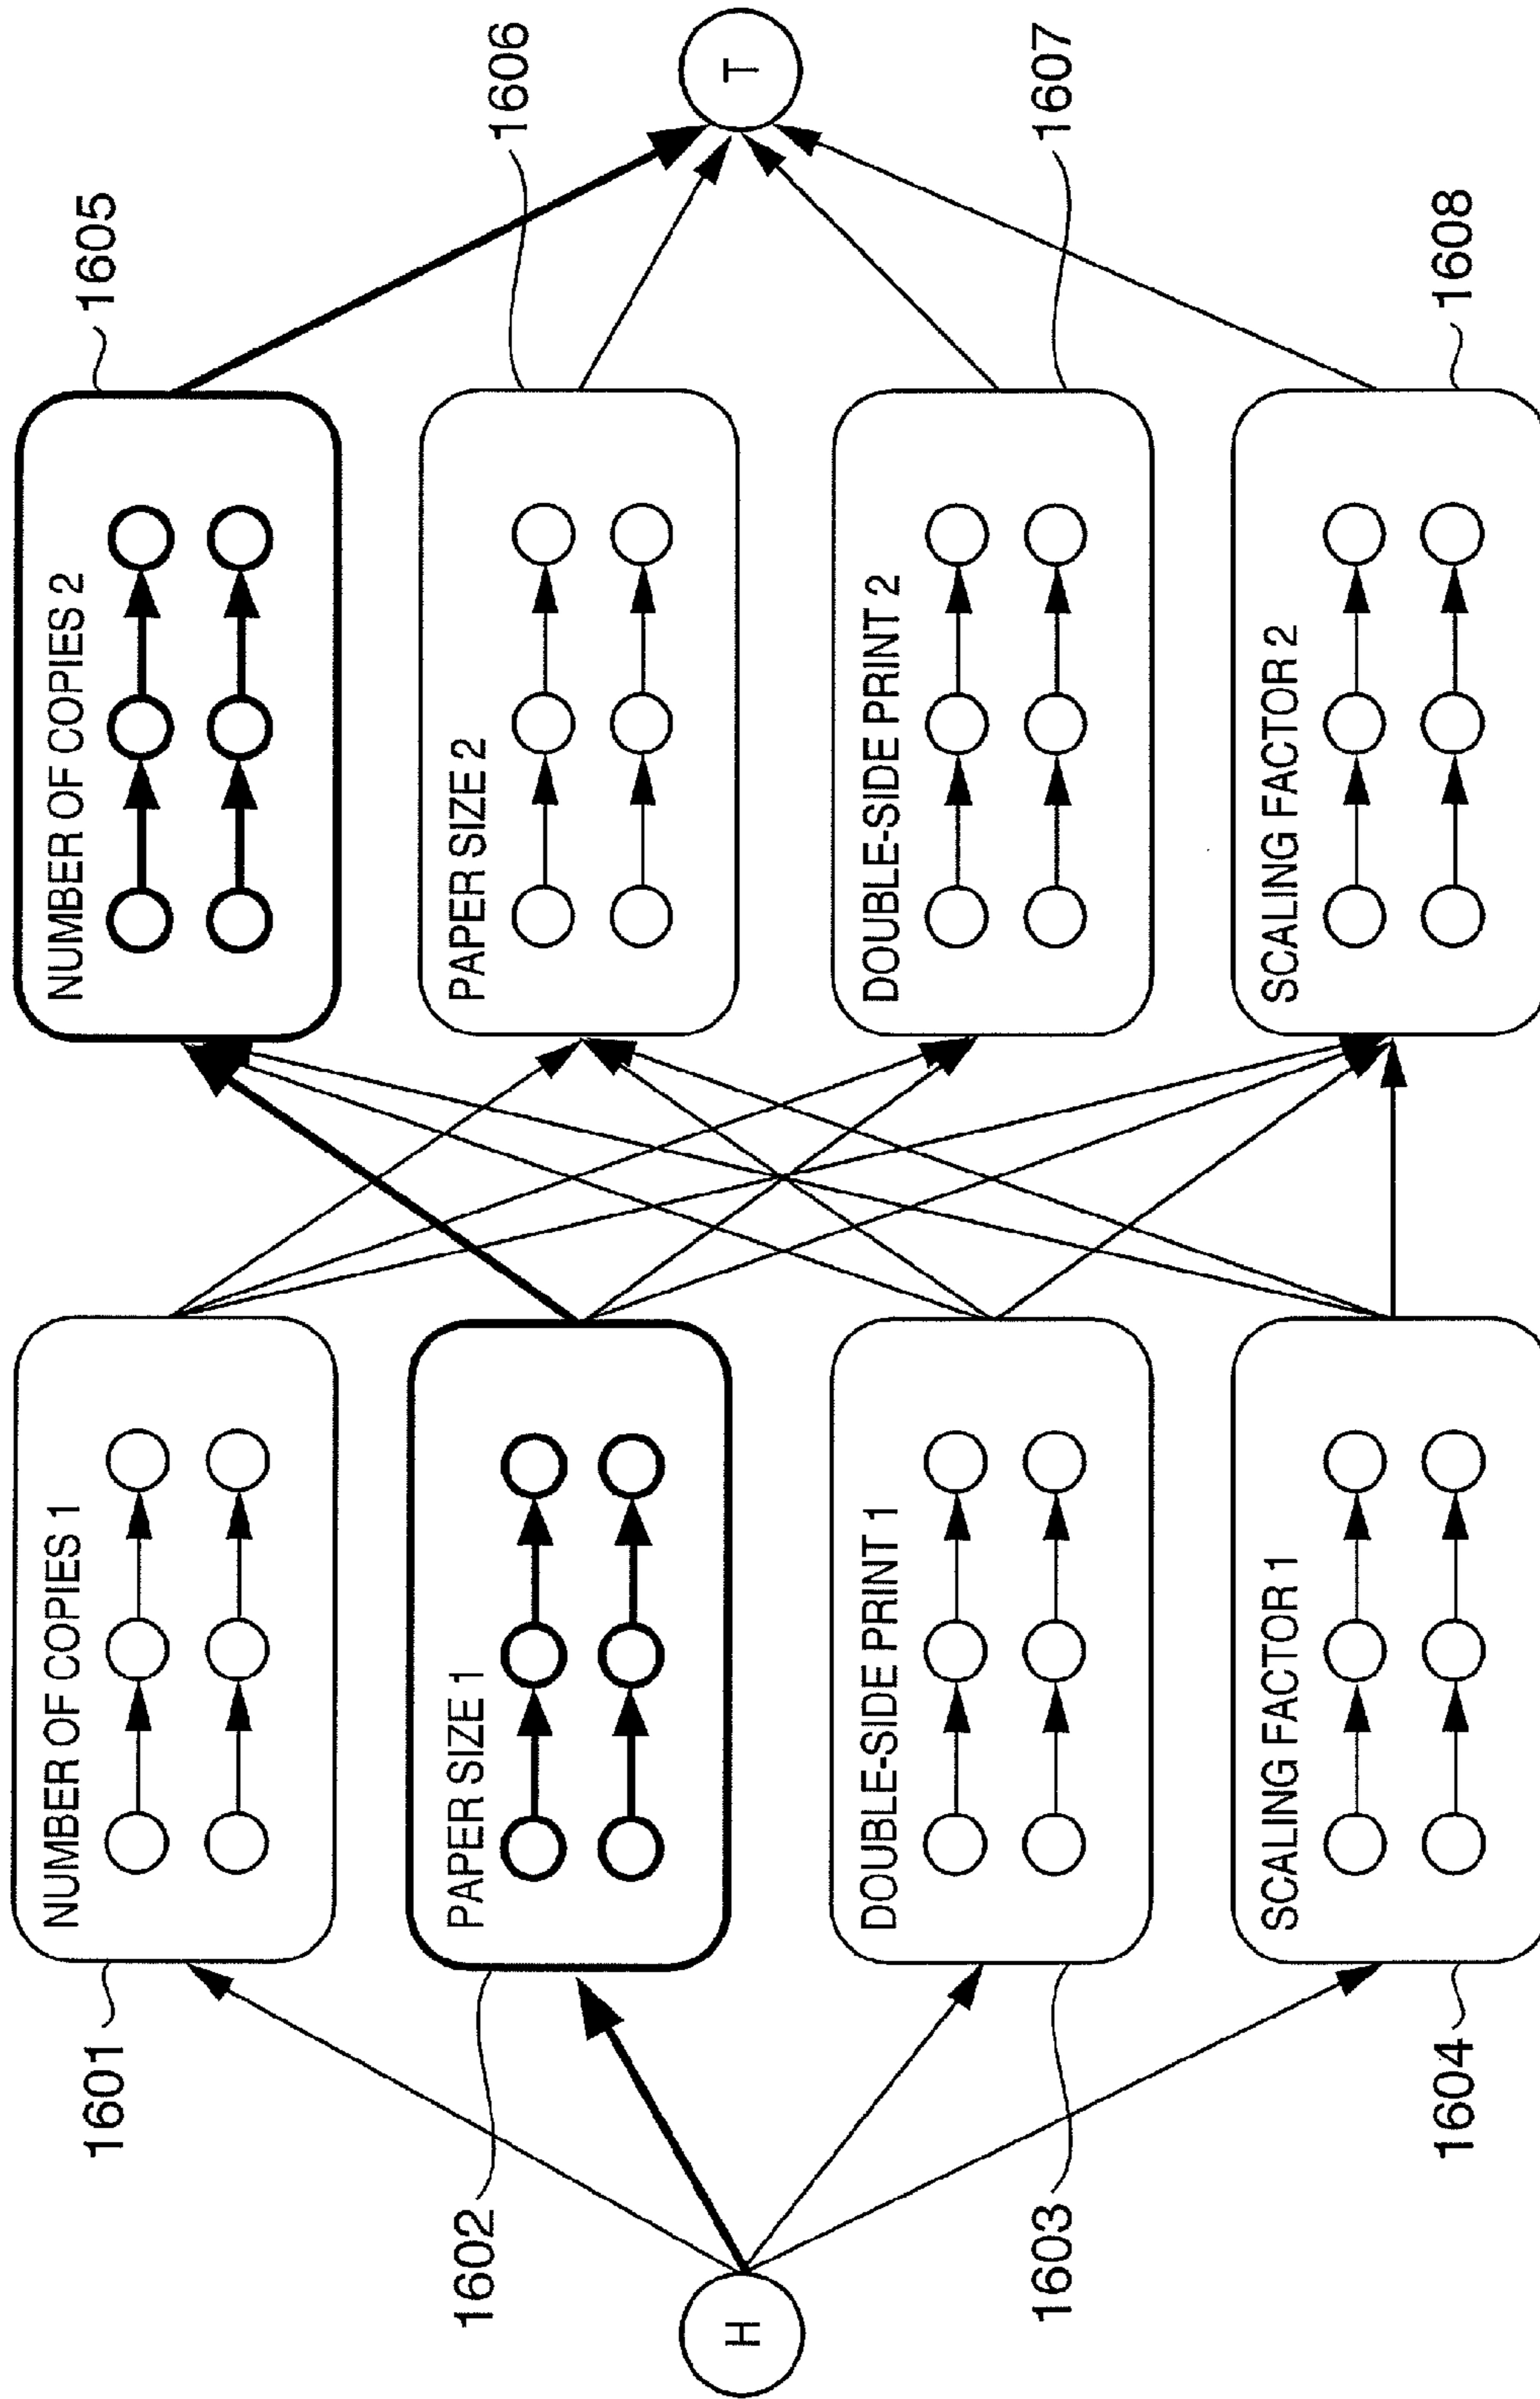 H
1601
NUMBER OF COPIES 1
1602
PAPER SIZE 1
1603
DOUBLE-SIDE PRINT 1
1604
SCALING FACTOR 1
1605
NUMBER OF COPIES 2
1606
PAPER SIZE 2
1607
DOUBLE-SIDE PRINT 2
1608
SCALING FACTOR 2
T